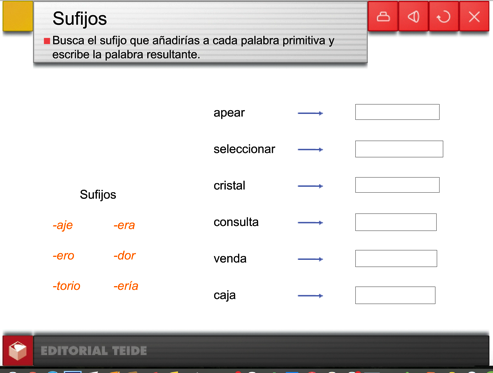 Sufijos
Busca el sufijo que añadirías a cada palabra primitiva y
escribe la palabra resultante.
apear
seleccionar
cristal
consulta
venda
caja
Sufijos
-aje -era
-ero -dor
-torio -ería
EDITORIAL TEIDE